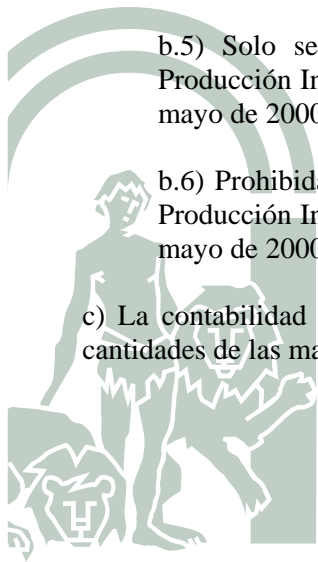 b.5) Solo se
Producción In
mayo de 2000
b.6) Prohibida
Producción In
mayo de 2000
c) La contabilidad
cantidades de las ma